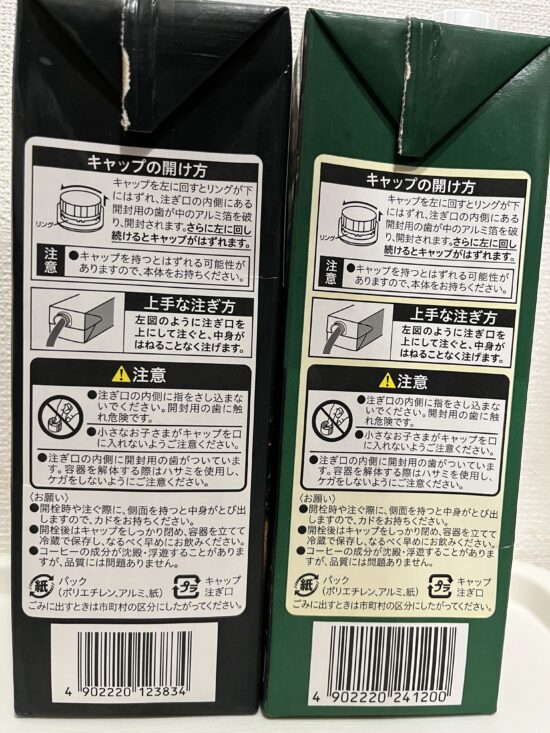 キャップの開け方
キャップを左に回すとリングが下
にはずれ、注ぎ口の内側にある
開封用の歯が中のアルミ箔を破
り、開封されます。さらに左に回し
続けるとキャップがはずれます。
リング
注意
●キャップを持つとはずれる可能性が
ありますので、本体をお持ちください。
上手な注ぎ方
左図のように注ぎ口を
上にして注ぐと、中身が
はねることなく注げます。
⚠注意
●注ぎ口の内側に指をさし込まな
いでください。開封用の歯に触
れ危険です。
●小さなお子さまがキャップを口
に入れないようご注意ください。
●注ぎ口の内側に開封用の歯がついていま
す。容器を解体する際はハサミを使用し、
ケガをしないようにご注意ください。
〈お願い〉
●開栓時や注ぐ際に、側面を持つと中身がとび出
しますので、カドをお持ちください。
●開栓後はキャップをしっかり閉め、容器を立てて
冷蔵で保存し、なるべく早めにお飲みください。
●コーヒーの成分が沈殿・浮遊することがありま
すが、品質には問題ありません。
紙
パック
(ポリエチレン、アルミ、紙)
プラ
キャップ
注ぎ口
ごみに出すときは市町村の区分にしたがってください。
4 902220 123834
キャップの開け方
キャップを左に回すとリングが下
にはずれ、注ぎ口の内側にある
開封用の歯が中のアルミ箔を破
り、開封されます。さらに左に回し
続けるとキャップがはずれます。
リング
注意
●キャップを持つとはずれる可能性が
ありますので、本体をお持ちください。
上手な注ぎ方
左図のように注ぎ口を
上にして注ぐと、中身が
はねることなく注げます。
⚠注意
●注ぎ口の内側に指をさし込まな
いでください。開封用の歯に触
れ危険です。
●小さなお子さまがキャップを口
に入れないようご注意ください。
●注ぎ口の内側に開封用の歯がついていま
す。容器を解体する際はハサミを使用し、
ケガをしないようにご注意ください。
〈お願い〉
●開栓時や注ぐ際に、側面を持つと中身がとび出
しますので、カドをお持ちください。
●開栓後はキャップをしっかり閉め、容器を立てて
冷蔵で保存し、なるべく早めにお飲みください。
●コーヒーの成分が沈殿・浮遊することがありま
すが、品質には問題ありません。
紙
パック
(ポリエチレン、アルミ、紙)
プラ
キャップ
注ぎ口
ごみに出すときは市町村の区分にしたがってください。
4 902220 241200